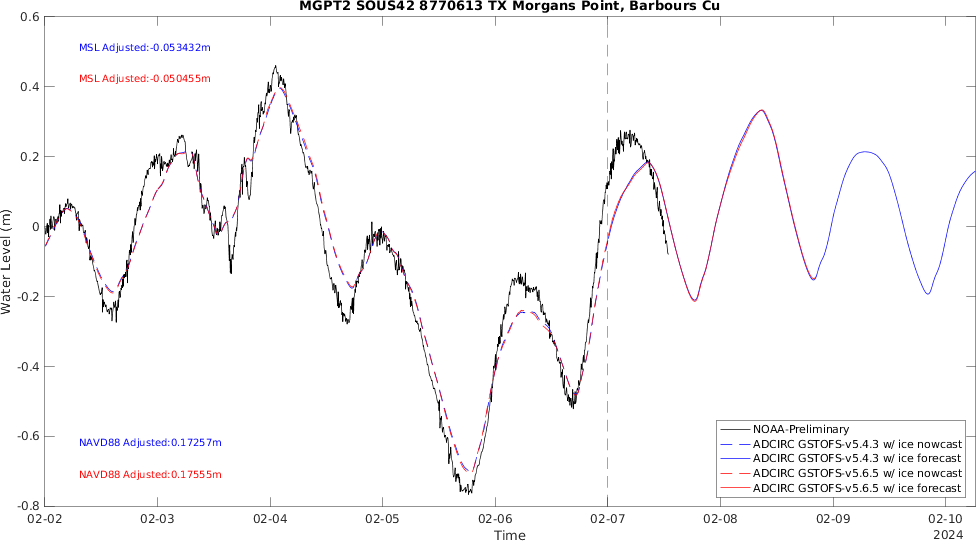 MGPT2 SOUS42 8770613 TX Morgans Point, Barbours Cu
0.6
MSL Adjusted:-0.053432m
MSL Adjusted:-0.050455m
0.4
0.2
0
-0.2
-0.4
-0.6
-0.8
Water Level (m)
NAVD88 Adjusted:0.17257m
NAVD88 Adjusted:0.17555m
NOAA-Preliminary
ADCIRC GSTOFS-v5.4.3 w/ ice nowcast
ADCIRC GSTOFS-v5.4.3 w/ ice forecast
ADCIRC GSTOFS-v5.6.5 w/ ice nowcast
ADCIRC GSTOFS-v5.6.5 w/ ice forecast
02-02 02-03 02-04 02-05 02-06 02-07 02-08 02-09 02-10
Time
2024